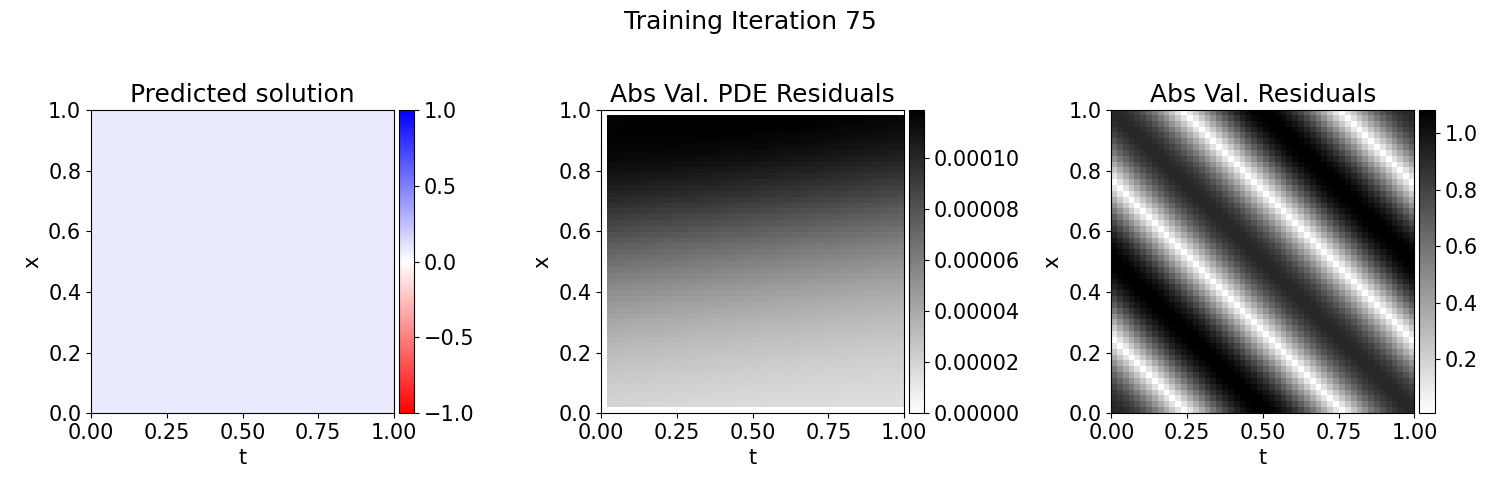 Training Iteration 75
Predicted solution
Abs Val. PDE Residuals
Abs Val. Residuals
1.0
0.8
0.6
0.4
0.2
0.0
x
0.00 0.25 0.50 0.75 1.00
t
1.0
0.5
0.0
−0.5
−1.0
1.0
0.8
0.6
0.4
0.2
0.0
x
0.00 0.25 0.50 0.75 1.00
t
0.00010
0.00008
0.00006
0.00004
0.00002
0.00000
1.0
0.8
0.6
0.4
0.2
0.0
x
0.00 0.25 0.50 0.75 1.00
t
1.0
0.8
0.6
0.4
0.2